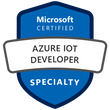 Microsoft
CERTIFIED
AZURE IOT
DEVELOPER
SPECIALTY